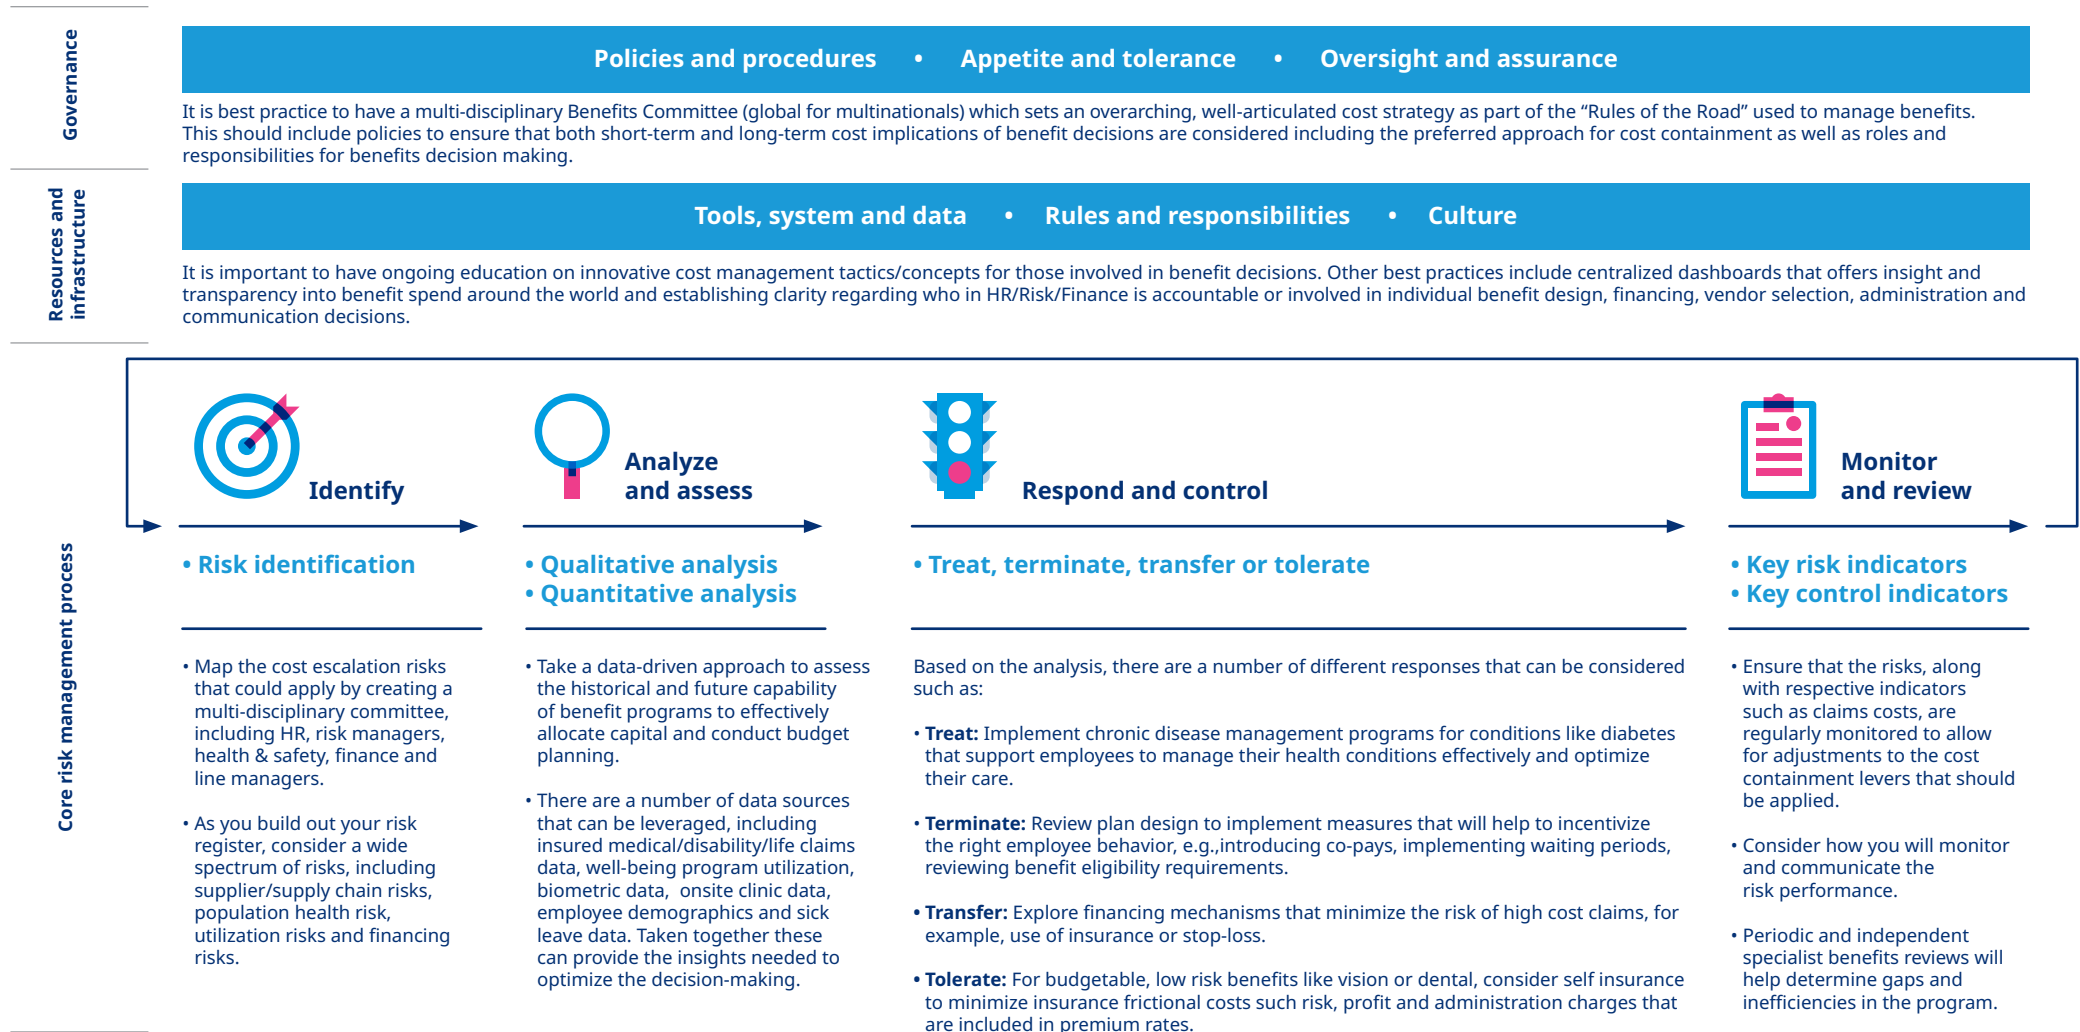 Governance
Policies and procedures • Appetite and tolerance • Oversight and assurance
It is best practice to have a multi-disciplinary Benefits Committee (global for multinationals) which sets an overarching, well-articulated cost strategy as part of the “Rules of the Road” used to manage benefits.
This should include policies to ensure that both short-term and long-term cost implications of benefit decisions are considered including the preferred approach for cost containment as well as roles and
responsibilities for benefits decision making.
Resources and
infrastructure
Tools, system and data • Rules and responsibilities • Culture
It is important to have ongoing education on innovative cost management tactics/concepts for those involved in benefit decisions. Other best practices include centralized dashboards that offers insight and
transparency into benefit spend around the world and establishing clarity regarding who in HR/Risk/Finance is accountable or involved in individual benefit design, financing, vendor selection, administration and
communication decisions.
Core risk management process
Identify
• Risk identification
• Map the cost escalation risks
that could apply by creating a
multi-disciplinary committee,
including HR, risk managers,
health & safety, finance and
line managers.
• As you build out your risk
register, consider a wide
spectrum of risks, including
supplier/supply chain risks,
population health risk,
utilization risks and financing
risks.
Analyze
and assess
• Qualitative analysis
• Quantitative analysis
• Take a data-driven approach to assess
the historical and future capability
of benefit programs to effectively
allocate capital and conduct budget
planning.
• There are a number of data sources
that can be leveraged, including
insured medical/disability/life claims
data, well-being program utilization,
biometric data, onsite clinic data,
employee demographics and sick
leave data. Taken together these
can provide the insights needed to
optimize the decision-making.
Respond and control
• Treat, terminate, transfer or tolerate
Based on the analysis, there are a number of different responses that can be considered
such as:
• Treat: Implement chronic disease management programs for conditions like diabetes
that support employees to manage their health conditions effectively and optimize
their care.
• Terminate: Review plan design to implement measures that will help to incentivize
the right employee behavior, e.g.,introducing co-pays, implementing waiting periods,
reviewing benefit eligibility requirements.
• Transfer: Explore financing mechanisms that minimize the risk of high cost claims, for
example, use of insurance or stop-loss.
• Tolerate: For budgetable, low risk benefits like vision or dental, consider self insurance
to minimize insurance frictional costs such risk, profit and administration charges that
are included in premium rates.
Monitor
and review
• Key risk indicators
• Key control indicators
• Ensure that the risks, along
with respective indicators
such as claims costs, are
regularly monitored to allow
for adjustments to the cost
containment levers that should
be applied.
• Consider how you will monitor
and communicate the
risk performance.
• Periodic and independent
specialist benefits reviews will
help determine gaps and
inefficiencies in the program.